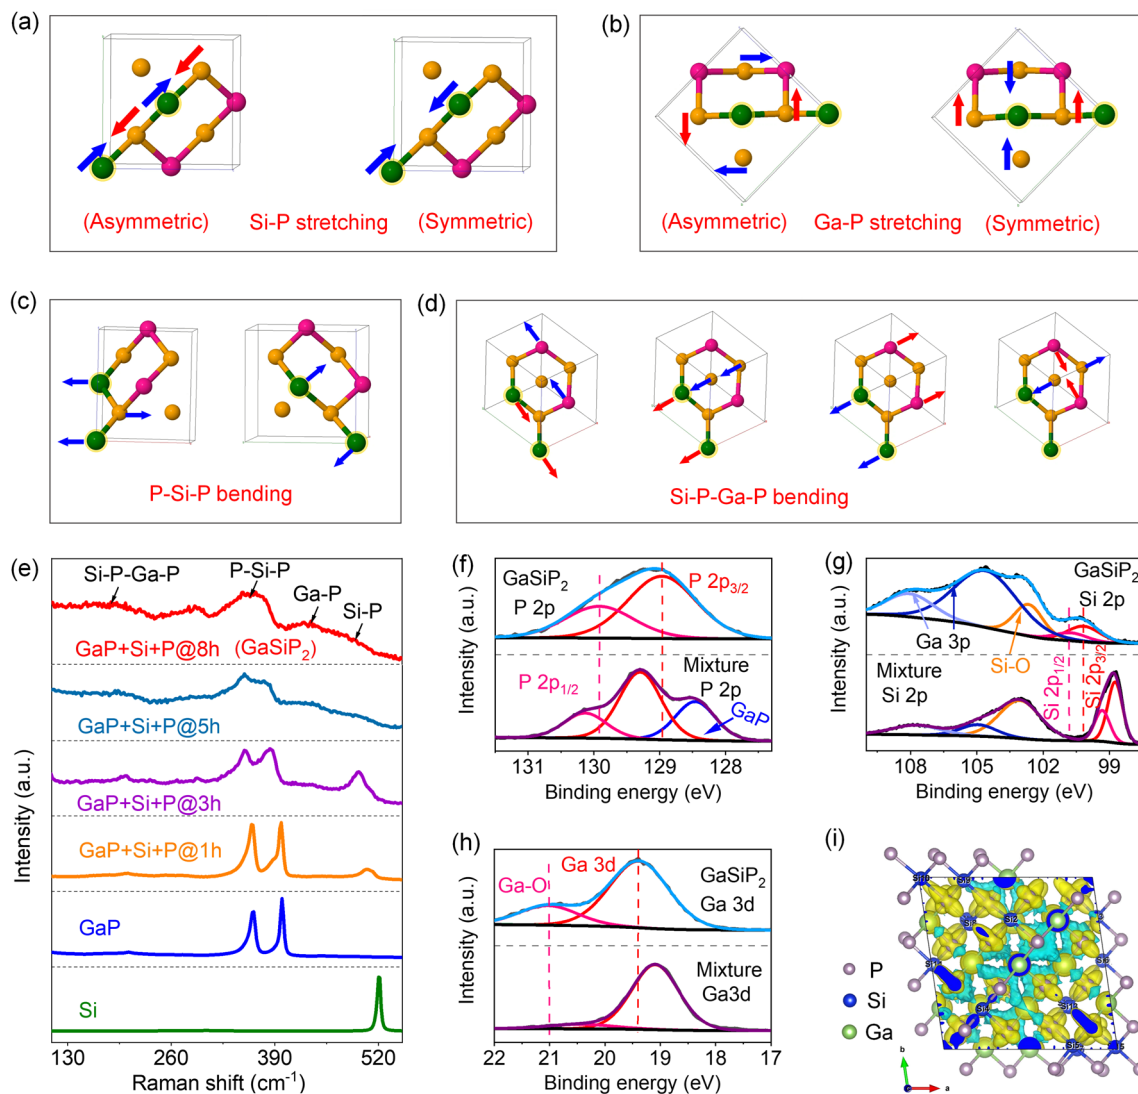 (a)
(Asymmetric) Si-P stretching (Symmetric)
(b)
(Asymmetric) Ga-P stretching (Symmetric)
(c)
P-Si-P bending
(d)
Si-P-Ga-P bending
(e)
Si-P-Ga-P
P-Si-P
Ga-P
Si-P
GaP+Si+P@8h (GaSiP₂)
GaP+Si+P@5h
GaP+Si+P@3h
GaP+Si+P@1h
GaP
Si
Intensity (a.u.)
130 260 390 520
Raman shift (cm⁻¹)
(f)
GaSiP₂
P 2p
P 2p₃/₂
P 2p₁/₂
Mixture
P 2p
GaP
Intensity (a.u.)
131 130 129 128
Binding energy (eV)
(g)
GaSiP₂
Si 2p
Ga 3p
Si-O
Si 2p₁/₂
Si 2p₃/₂
Mixture
Si 2p
Intensity (a.u.)
108 105 102 99
Binding energy (eV)
(h)
Ga-O
Ga 3d
GaSiP₂
Ga 3d
Mixture
Ga3d
Intensity (a.u.)
22 21 20 19 18 17
Binding energy (eV)
(i)
Si2
Si4
P
Si
Ga
b
a